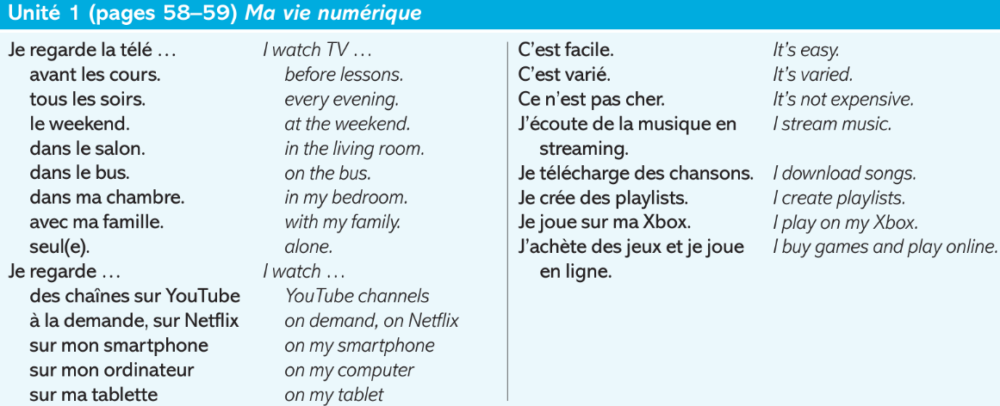 Unité 1 (pages 58–59) Ma vie numérique
Je regarde la télé … I watch TV …
avant les cours. before lessons.
tous les soirs. every evening.
le weekend. at the weekend.
dans le salon. in the living room.
dans le bus. on the bus.
dans ma chambre. in my bedroom.
avec ma famille. with my family.
seul(e). alone.
Je regarde … I watch …
des chaînes sur YouTube YouTube channels
à la demande, sur Netflix on demand, on Netflix
sur mon smartphone on my smartphone
sur mon ordinateur on my computer
sur ma tablette on my tablet
C’est facile. It’s easy.
C’est varié. It’s varied.
Ce n’est pas cher. It’s not expensive.
J’écoute de la musique en I stream music.
streaming.
Je télécharge des chansons. I download songs.
Je crée des playlists. I create playlists.
Je joue sur ma Xbox. I play on my Xbox.
J’achète des jeux et je joue I buy games and play online.
en ligne.